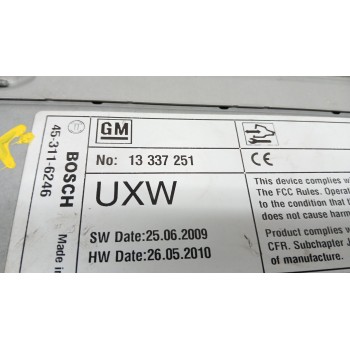 GM
No: 13 337 251
CE
UXW
SW Date:25.06.2009
HW Date:26.05.2010
This device complies
The FCC Rules. Operat
to the condition that
does not cause harm
Product complies
CFR. Subchapter J
of manufacture.
BOSCH
45-311-6246
Made in